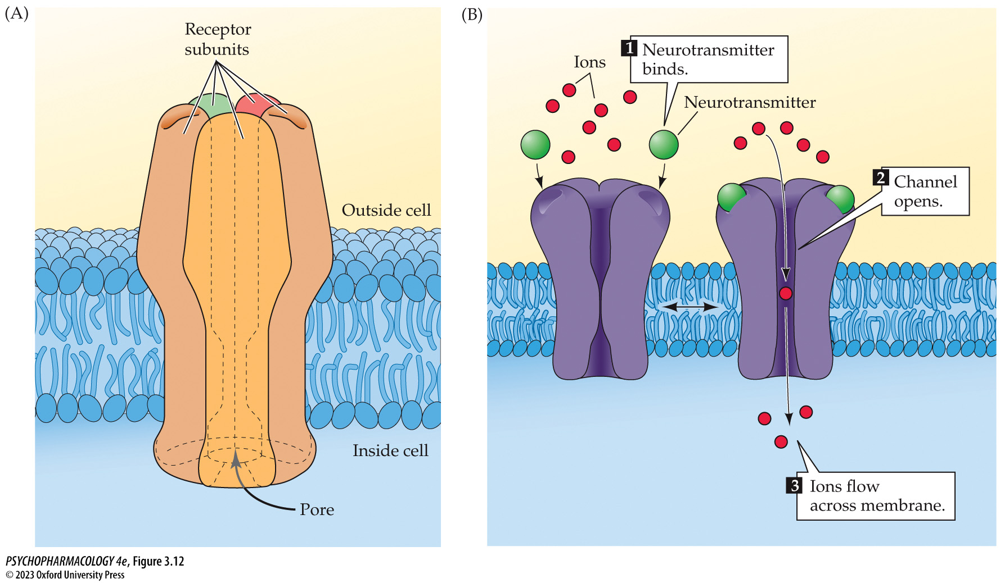 (A)
Receptor
subunits
Outside cell
Inside cell
Pore
(B)
Ions
1 Neurotransmitter
binds.
Neurotransmitter
2 Channel
opens.
3 Ions flow
across membrane.
PSYCHOPHARMACOLOGY 4e, Figure 3.12
© 2023 Oxford University Press